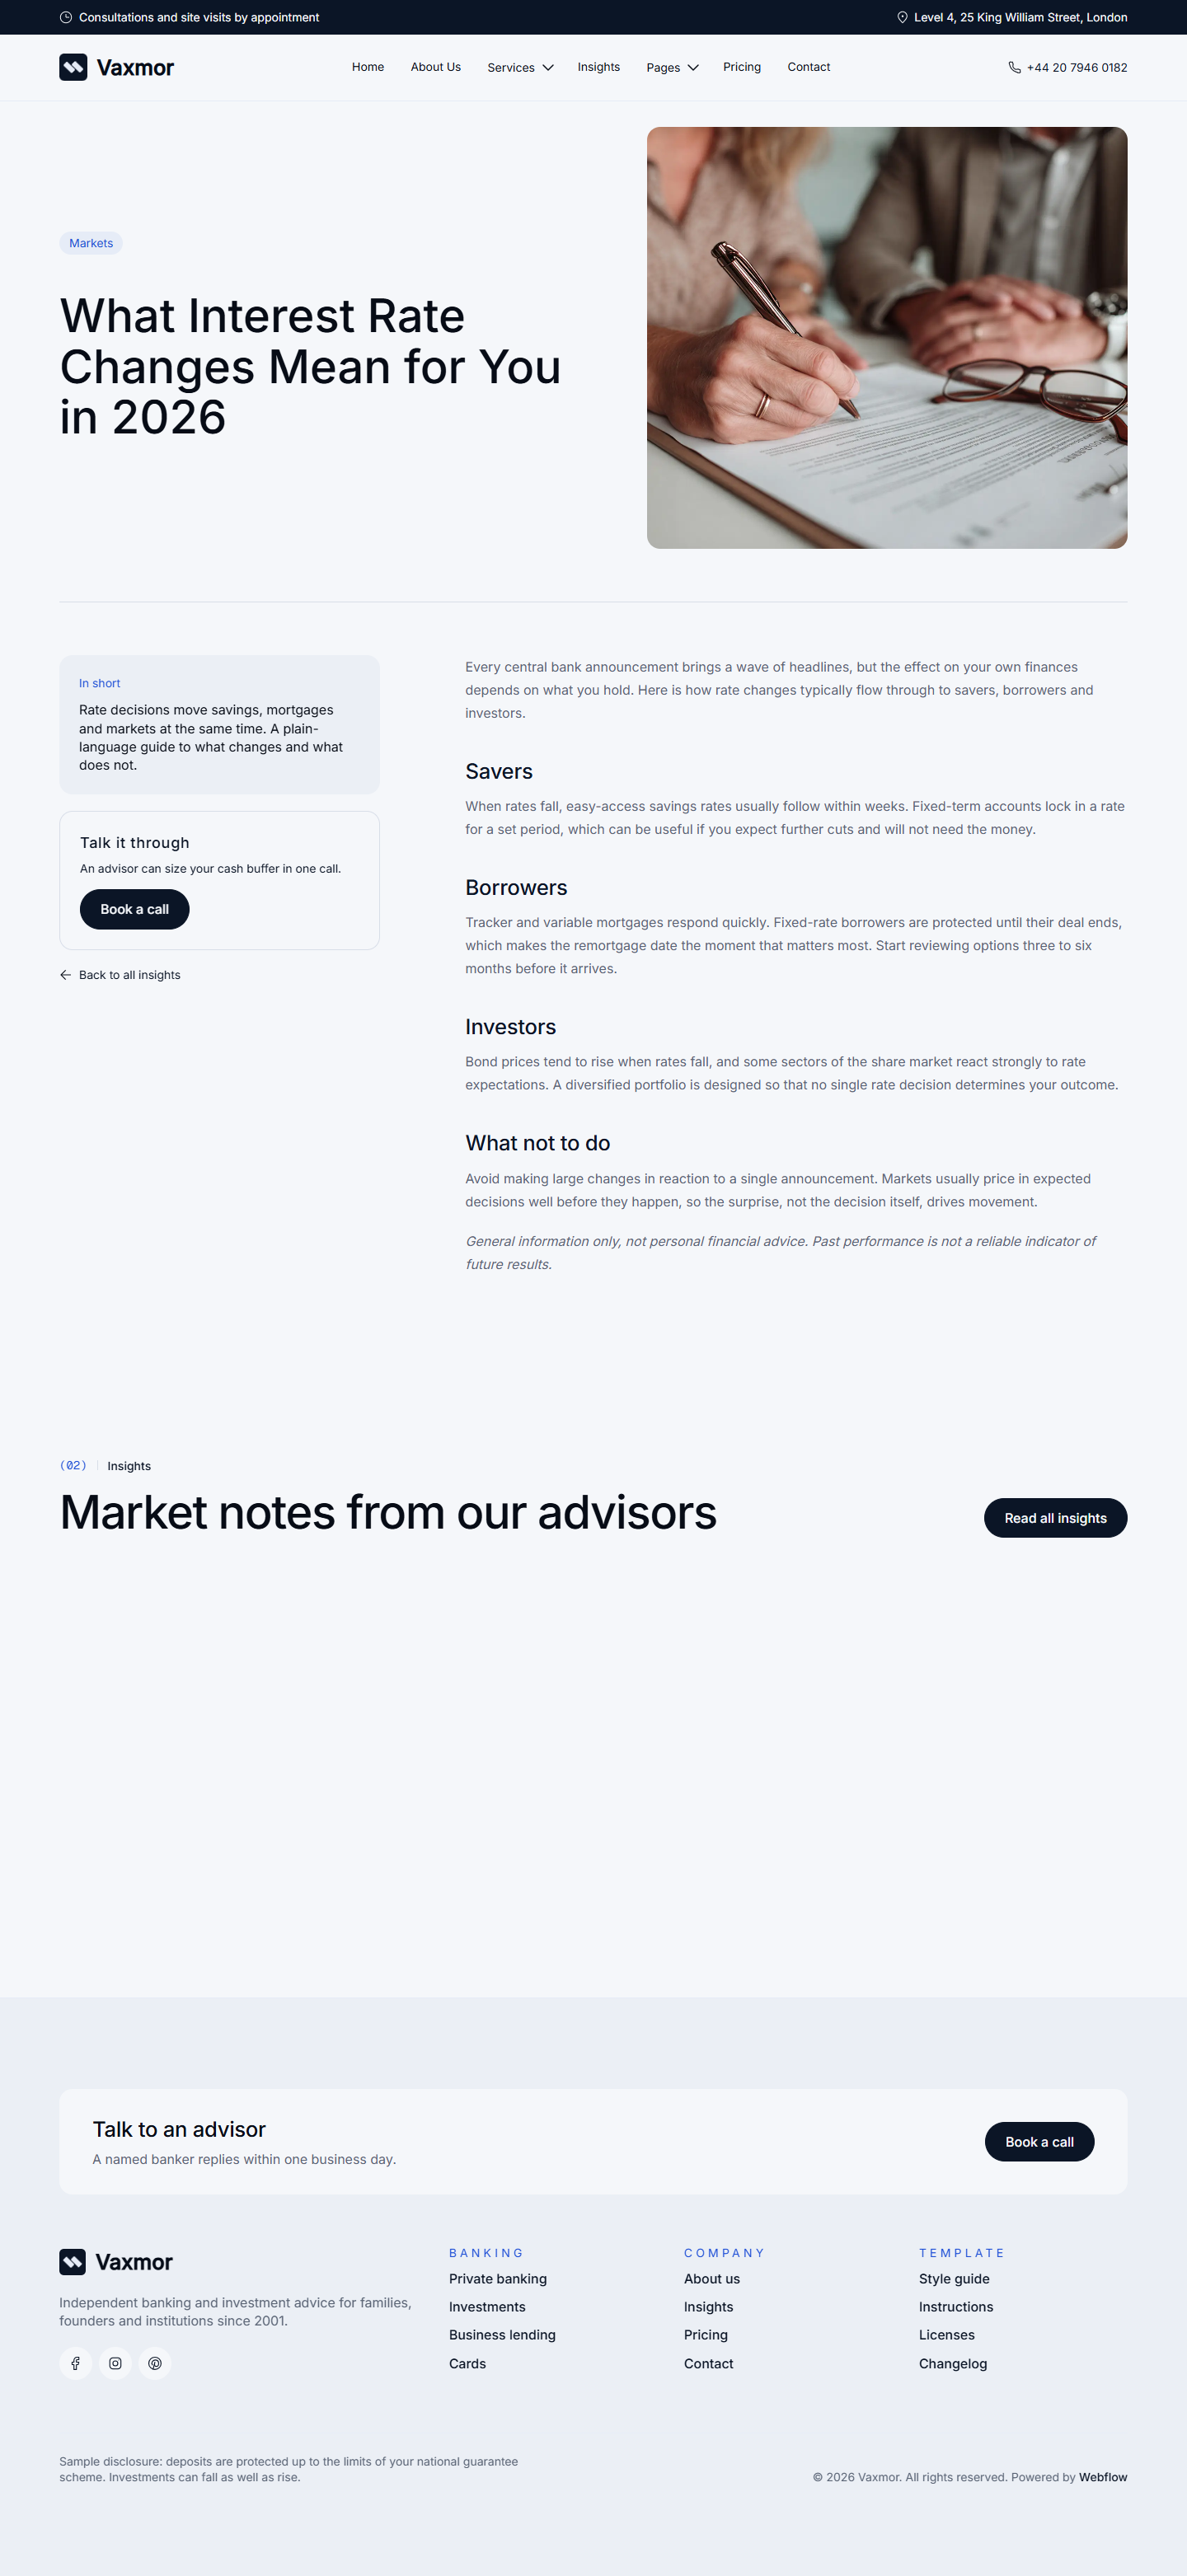 Consultations and site visits by appointment
Level 4, 25 King William Street, London
Vaxmor
Home
About Us
Services
Insights
Pages
Pricing
Contact
+44 20 7946 0182
Markets
What Interest Rate
Changes Mean for You
in 2026
In short
Rate decisions move savings, mortgages
and markets at the same time. A plain-
language guide to what changes and what
does not.
Talk it through
An advisor can size your cash buffer in one call.
Book a call
Back to all insights
Every central bank announcement brings a wave of headlines, but the effect on your own finances
depends on what you hold. Here is how rate changes typically flow through to savers, borrowers and
investors.
Savers
When rates fall, easy-access savings rates usually follow within weeks. Fixed-term accounts lock in a rate
for a set period, which can be useful if you expect further cuts and will not need the money.
Borrowers
Tracker and variable mortgages respond quickly. Fixed-rate borrowers are protected until their deal ends,
which makes the remortgage date the moment that matters most. Start reviewing options three to six
months before it arrives.
Investors
Bond prices tend to rise when rates fall, and some sectors of the share market react strongly to rate
expectations. A diversified portfolio is designed so that no single rate decision determines your outcome.
What not to do
Avoid making large changes in reaction to a single announcement. Markets usually price in expected
decisions well before they happen, so the surprise, not the decision itself, drives movement.
General information only, not personal financial advice. Past performance is not a reliable indicator of
future results.
(02)
Insights
Market notes from our advisors
Read all insights
Talk to an advisor
A named banker replies within one business day.
Book a call
Vaxmor
Independent banking and investment advice for families,
founders and institutions since 2001.
BANKING
Private banking
Investments
Business lending
Cards
COMPANY
About us
Insights
Pricing
Contact
TEMPLATE
Style guide
Instructions
Licenses
Changelog
Sample disclosure: deposits are protected up to the limits of your national guarantee
scheme. Investments can fall as well as rise.
© 2026 Vaxmor. All rights reserved. Powered by Webflow